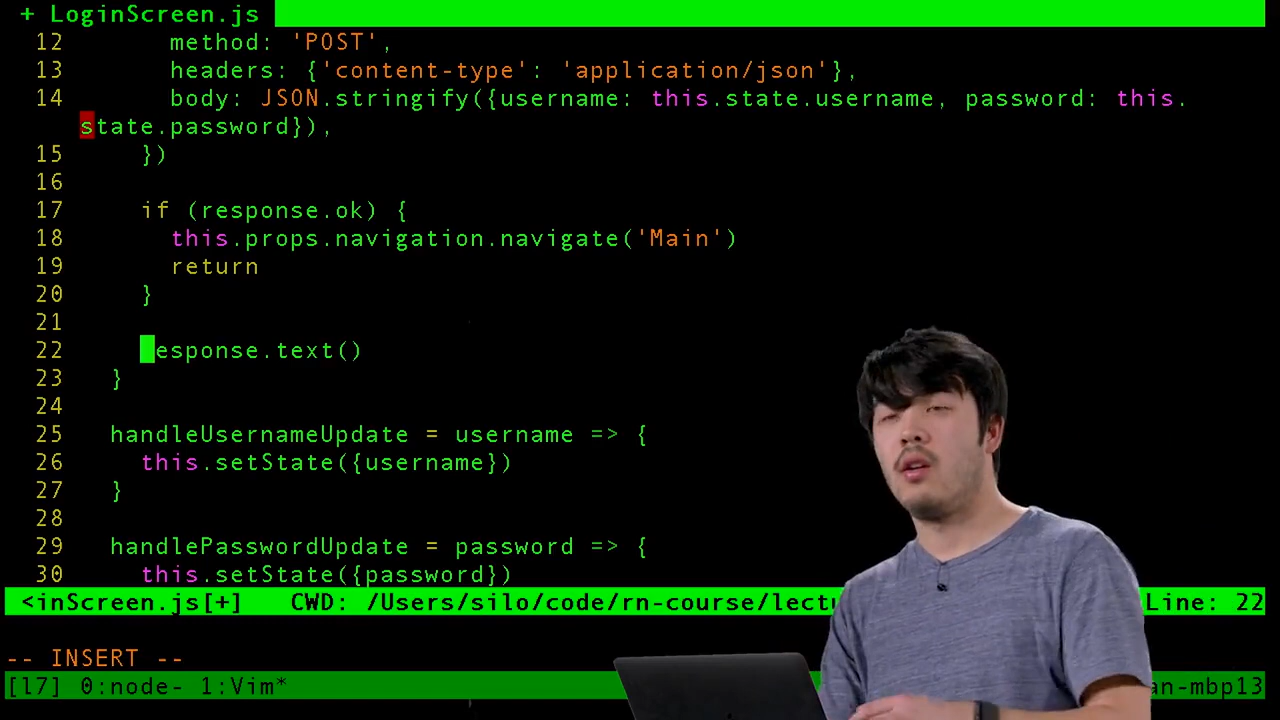 + LoginScreen.js
12 method: 'POST',
13 headers: {'content-type': 'application/json'},
14 body: JSON.stringify({username: this.state.username, password: this.
state.password}),
15 })
16
17 if (response.ok) {
18 this.props.navigation.navigate('Main')
19 return
20 }
21
22 response.text()
23 }
24
25 handleUsernameUpdate = username => {
26 this.setState({username})
27 }
28
29 handlePasswordUpdate = password => {
30 this.setState({password})
<inScreen.js[+] CWD: /Users/silo/code/rn-course/lectu Line: 22
-- INSERT --
[l7] 0:node- 1:Vim* an-mbp13